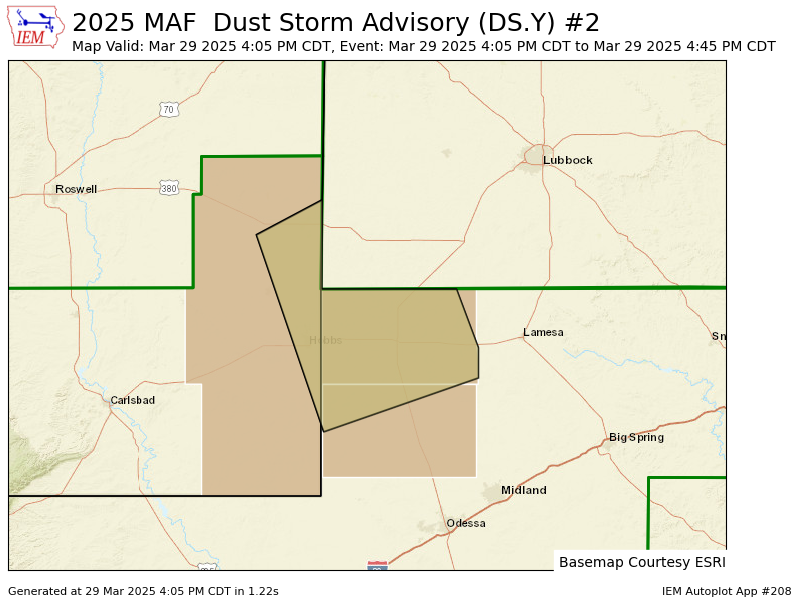 2025 MAF  Dust Storm Advisory (DS.Y) #2
IEM
Map Valid: Mar 29 2025 4:05 PM CDT, Event: Mar 29 2025 4:05 PM CDT to Mar 29 2025 4:45 PM CDT
70
Lubbock
Roswell
380
Lamesa
Sn
Hobbs
Carlsbad
Big Spring
Midland
Odessa
Basemap Courtesy ESRI
Generated at 29 Mar 2025 4:05 PM CDT in 1.22s
IEM Autoplot App #208